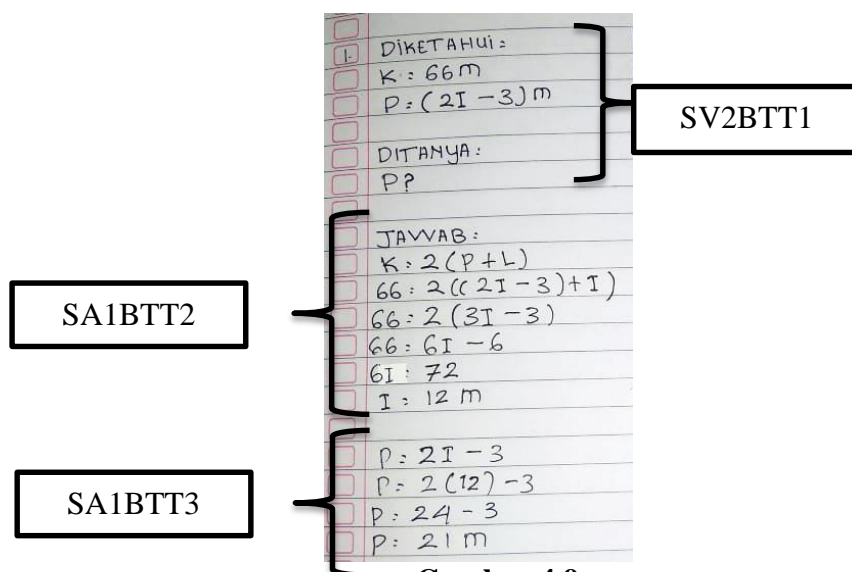 1. DIKETAHUI:
K: 66 m
P: (2I - 3) m
SV2BTT1
DITANYA:
P?
JAWAB:
K: 2(P+L)
66: 2((2I-3)+I)
SA1BTT2
66: 2(3I-3)
66: 6I-6
6I: 72
I: 12 m
P: 2I-3
P: 2(12)-3
SA1BTT3
P: 24-3
P: 21 m